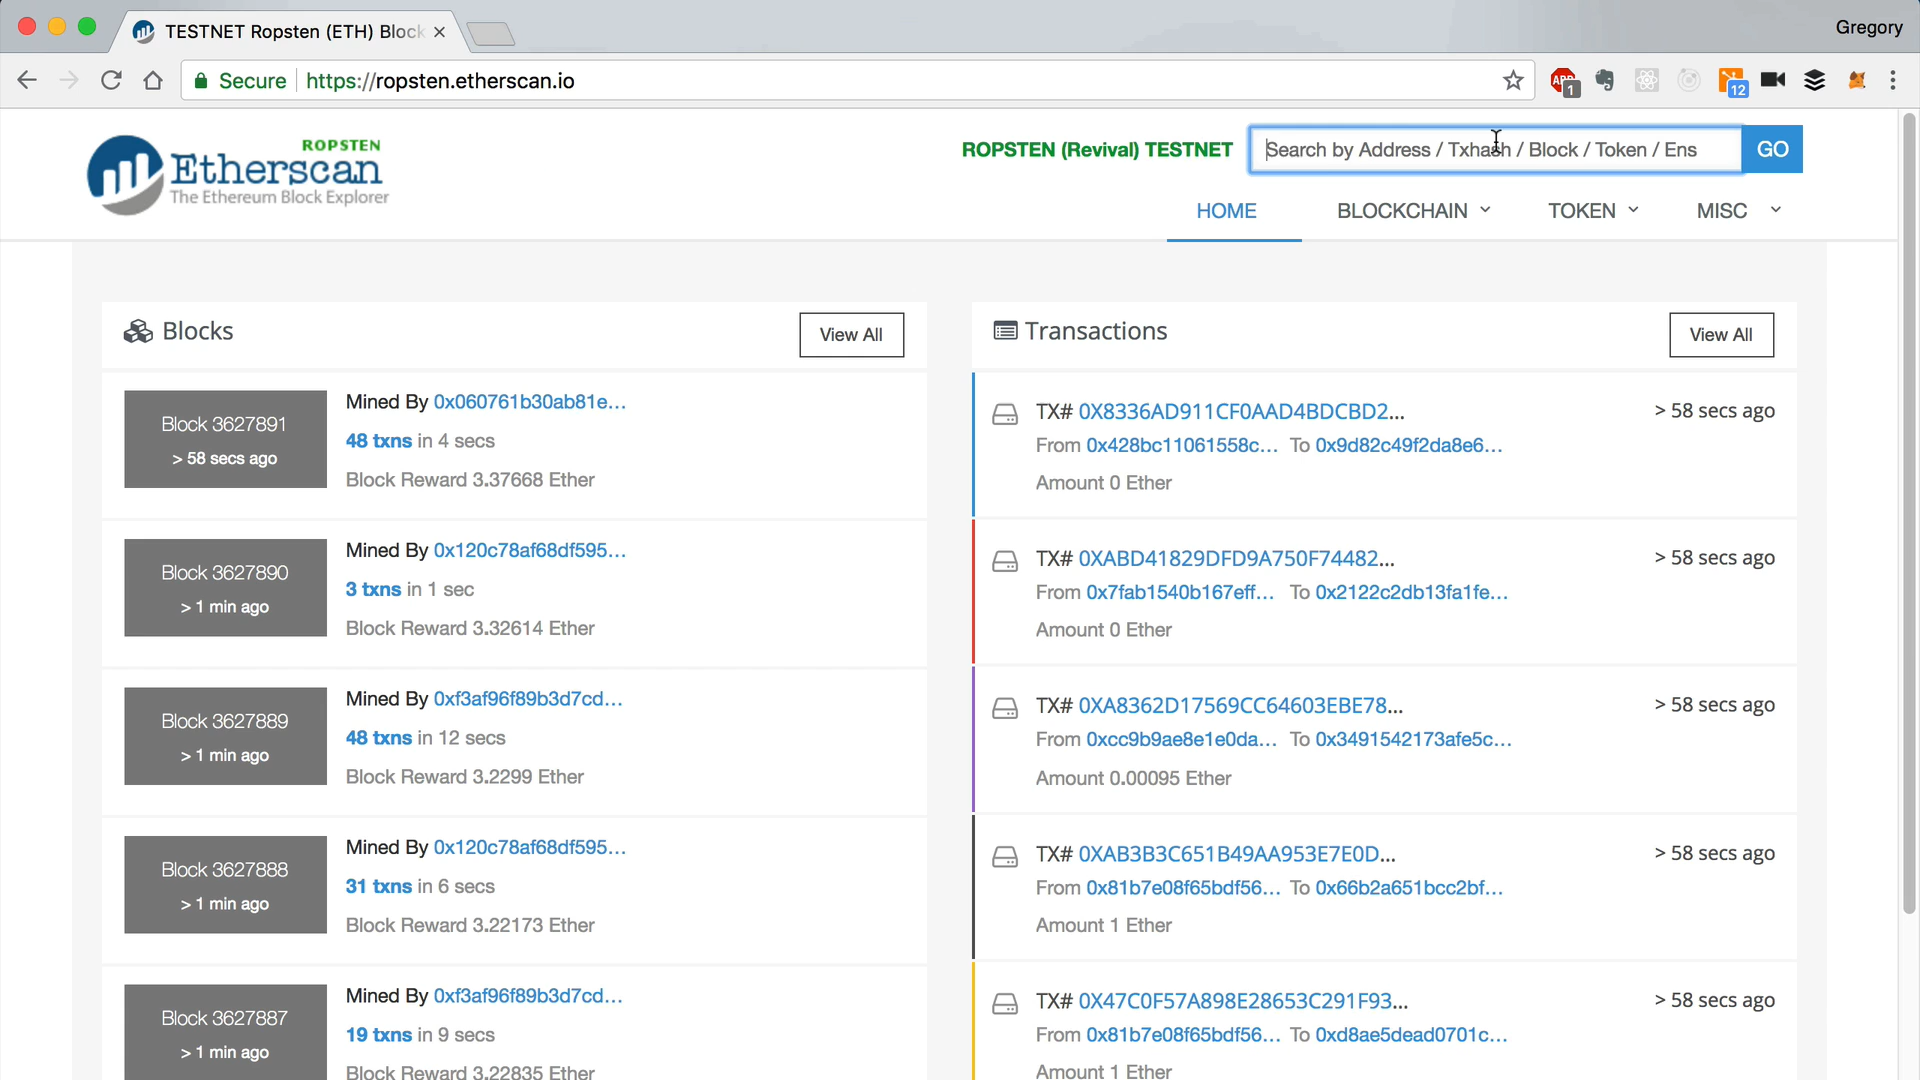 TESTNET Ropsten (ETH) Block
Gregory
Secure
https://ropsten.etherscan.io
1
12
ROPSTEN
Etherscan
The Ethereum Block Explorer
ROPSTEN (Revival) TESTNET
Search by Address / Txhash / Block / Token / Ens
GO
HOME
BLOCKCHAIN
TOKEN
MISC
Blocks
View All
Block 3627891
> 58 secs ago
Mined By 0x060761b30ab81e...
48 txns in 4 secs
Block Reward 3.37668 Ether
Block 3627890
> 1 min ago
Mined By 0x120c78af68df595...
3 txns in 1 sec
Block Reward 3.32614 Ether
Block 3627889
> 1 min ago
Mined By 0xf3af96f89b3d7cd...
48 txns in 12 secs
Block Reward 3.2299 Ether
Block 3627888
> 1 min ago
Mined By 0x120c78af68df595...
31 txns in 6 secs
Block Reward 3.22173 Ether
Block 3627887
> 1 min ago
Mined By 0xf3af96f89b3d7cd...
19 txns in 9 secs
Block Reward 3.22835 Ether
Transactions
View All
TX# 0X8336AD911CF0AAD4BDCBD2...
> 58 secs ago
From 0x428bc11061558c... To 0x9d82c49f2da8e6...
Amount 0 Ether
TX# 0XABD41829DFD9A750F74482...
> 58 secs ago
From 0x7fab1540b167eff... To 0x2122c2db13fa1fe...
Amount 0 Ether
TX# 0XA8362D17569CC64603EBE78...
> 58 secs ago
From 0xcc9b9ae8e1e0da... To 0x3491542173afe5c...
Amount 0.00095 Ether
TX# 0XAB3B3C651B49AA953E7E0D...
> 58 secs ago
From 0x81b7e08f65bdf56... To 0x66b2a651bcc2bf...
Amount 1 Ether
TX# 0X47C0F57A898E28653C291F93...
> 58 secs ago
From 0x81b7e08f65bdf56... To 0xd8ae5dead0701c...
Amount 1 Ether